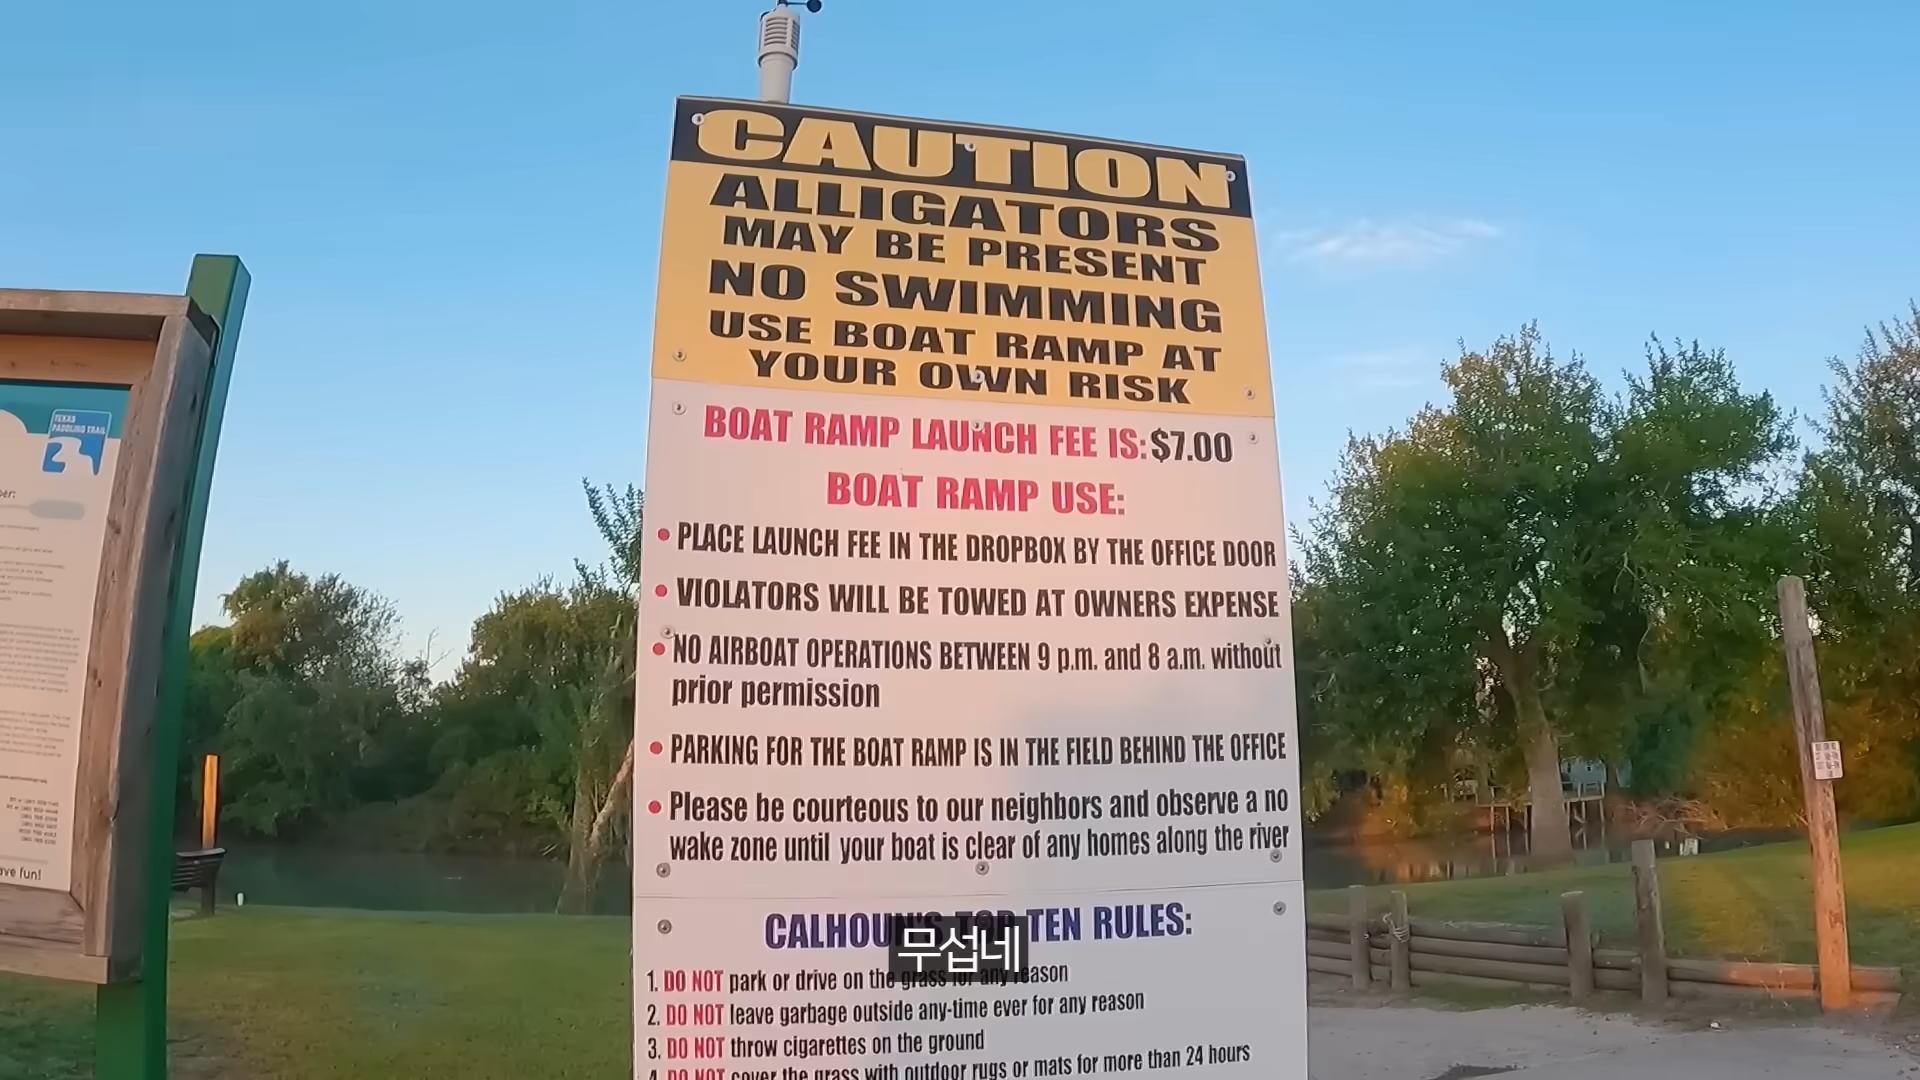 CAUTION
ALLIGATORS
MAY BE PRESENT
NO SWIMMING
USE BOAT RAMP AT
YOUR OWN RISK
BOAT RAMP LAUNCH FEE IS: $7.00
BOAT RAMP USE:
• PLACE LAUNCH FEE IN THE DROPBOX BY THE OFFICE DOOR
• VIOLATORS WILL BE TOWED AT OWNERS EXPENSE
• NO AIRBOAT OPERATIONS BETWEEN 9 p.m. and 8 a.m. without
prior permission
• PARKING FOR THE BOAT RAMP IS IN THE FIELD BEHIND THE OFFICE
• Please be courteous to our neighbors and observe a no
wake zone until your boat is clear of any homes along the river
CALHOUN'S TOP TEN RULES:
무섭네
1. DO NOT park or drive on the grass for any reason
2. DO NOT leave garbage outside any-time ever for any reason
3. DO NOT throw cigarettes on the ground
4. DO NOT cover the grass with outdoor rugs or mats for more than 24 hours
TEXAS
PADDLING TRAIL
ave fun!